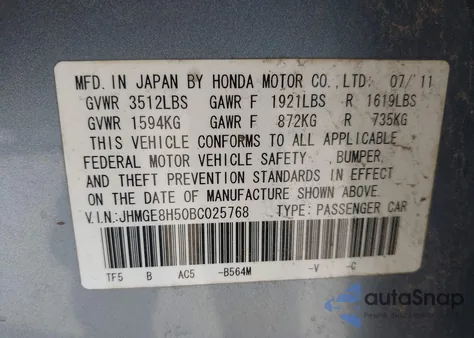 MFD. IN JAPAN BY HONDA MOTOR CO.,LTD. 07/11
GVWR 3512LBS GAWR F 1921LBS R 1619LBS
GVWR 1594KG GAWR F 872KG R 735KG
THIS VEHICLE CONFORMS TO ALL APPLICABLE
FEDERAL MOTOR VEHICLE SAFETY, BUMPER,
AND THEFT PREVENTION STANDARDS IN EFFECT
ON THE DATE OF MANUFACTURE SHOWN ABOVE.
V.I.N:JHMGE8H50BC025768 TYPE: PASSENGER CAR
TF5 B AC5 -B564M -V -C
autoSnap